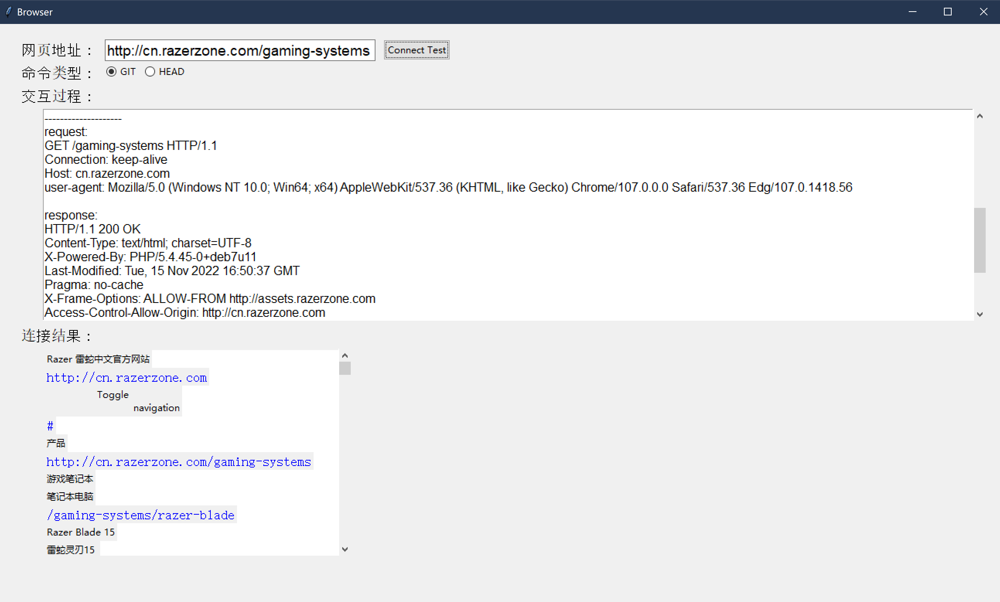 Browser
网页地址： http://cn.razerzone.com/gaming-systems Connect Test
命令类型： GIT HEAD
交互过程：
--------------------
request:
GET /gaming-systems HTTP/1.1
Connection: keep-alive
Host: cn.razerzone.com
user-agent: Mozilla/5.0 (Windows NT 10.0; Win64; x64) AppleWebKit/537.36 (KHTML, like Gecko) Chrome/107.0.0.0 Safari/537.36 Edg/107.0.1418.56
response:
HTTP/1.1 200 OK
Content-Type: text/html; charset=UTF-8
X-Powered-By: PHP/5.4.45-0+deb7u11
Last-Modified: Tue, 15 Nov 2022 16:50:37 GMT
Pragma: no-cache
X-Frame-Options: ALLOW-FROM http://assets.razerzone.com
Access-Control-Allow-Origin: http://cn.razerzone.com
连接结果：
Razer 雷蛇中文官方网站
http://cn.razerzone.com
Toggle
navigation
#
产品
http://cn.razerzone.com/gaming-systems
游戏笔记本
笔记本电脑
/gaming-systems/razer-blade
Razer Blade 15
雷蛇灵刃15